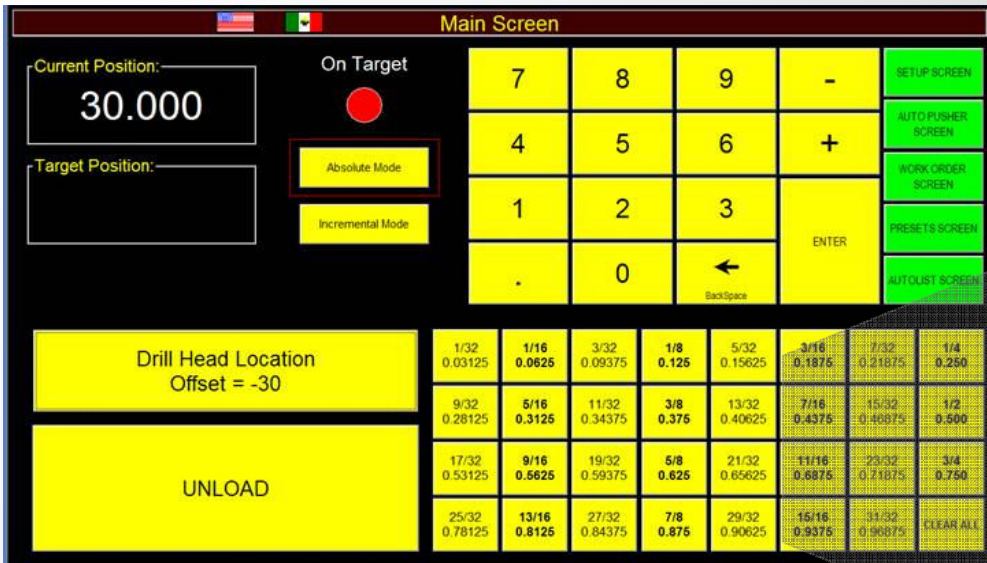 Main Screen
Current Position:
30.000
Target Position:
On Target
Absolute Mode
Incremental Mode
7 8 9 -
4 5 6 +
1 2 3
ENTER
. 0
BackSpace
SETUP SCREEN
AUTO PUSHER
SCREEN
WORK ORDER
SCREEN
PRESETS SCREEN
AUTOLIST SCREEN
Drill Head Location
Offset = -30
UNLOAD
1/32 1/16 3/32 1/8 5/32 3/16 7/32 1/4
0.03125 0.0625 0.09375 0.125 0.15625 0.1875 0.21875 0.250
9/32 5/16 11/32 3/8 13/32 7/16 15/32 1/2
0.28125 0.3125 0.34375 0.375 0.40625 0.4375 0.46875 0.500
17/32 9/16 19/32 5/8 21/32 11/16 23/32 3/4
0.53125 0.5625 0.59375 0.625 0.65625 0.6875 0.71875 0.750
25/32 13/16 27/32 7/8 29/32 15/16 31/32 CLEAR ALL
0.78125 0.8125 0.84375 0.875 0.90625 0.9375 0.96875